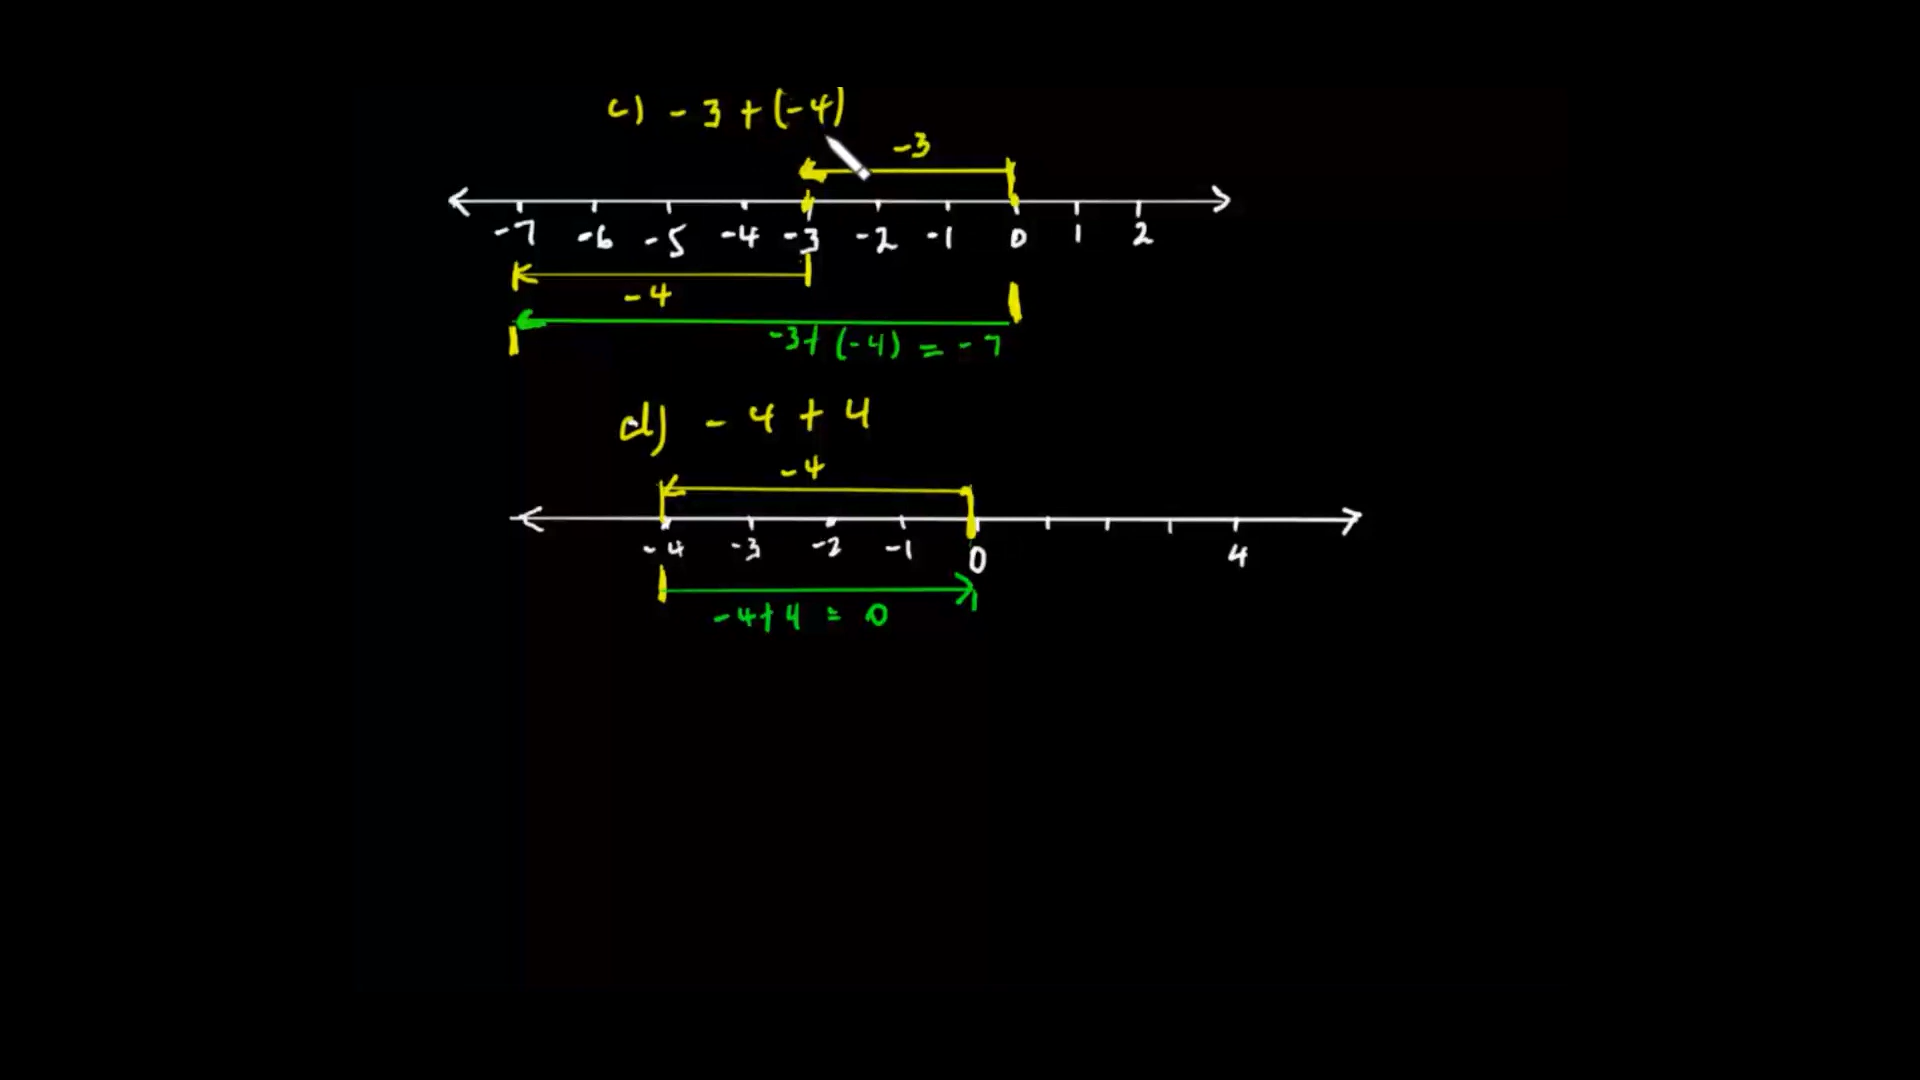 c) -3 + (-4)
-3
-7 -6 -5 -4 -3 -2 -1 0 1 2
-4
-3+(-4) = -7
d) -4 + 4
-4
-4 -3 -2 -1 0 4
-4+4 = 0